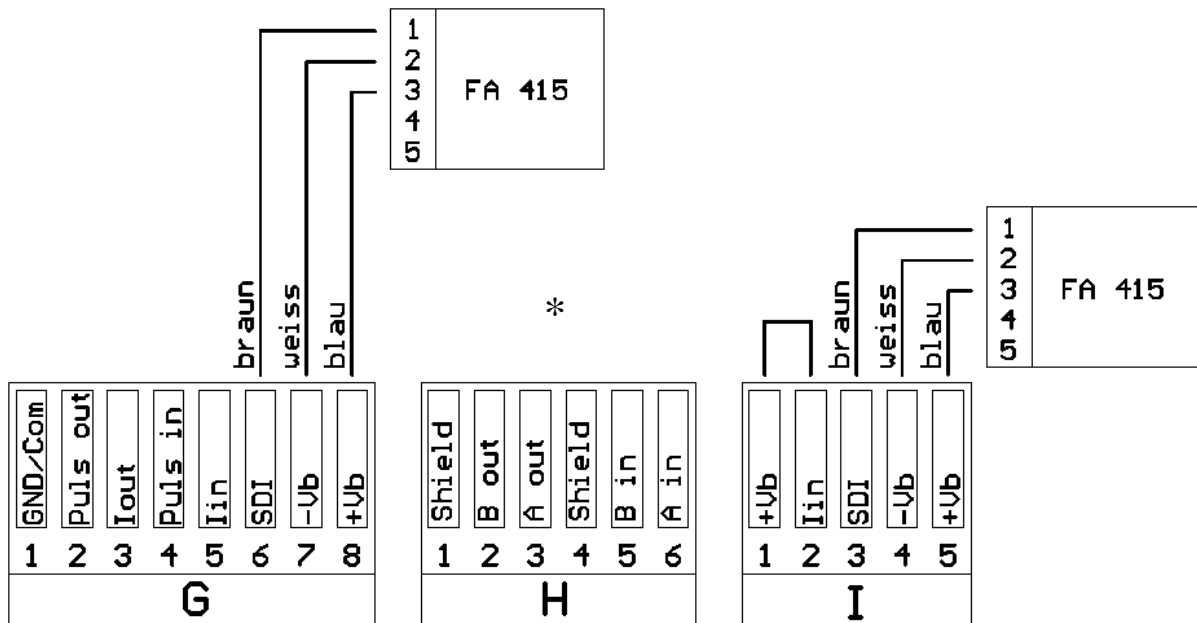 1
2
3
4
5
FA 415
1
2
3
4
5
FA 415
braun
weiss
blau
*
braun
weiss
blau
GND/Com
Puls out
Iout
Puls in
Iin
SDI
-Vb
+Vb
1 2 3 4 5 6 7 8
G
Shield
B out
A out
Shield
B in
A in
1 2 3 4 5 6
H
+Vb
Iin
SDI
-Vb
+Vb
1 2 3 4 5
I